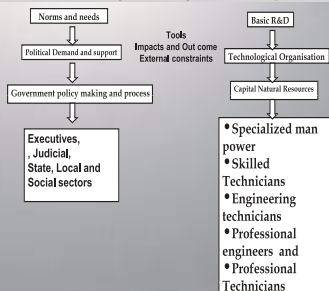 Norms and needs
Political Demand and support
Government policy making and process
Executives,
, Judicial,
State, Local and
Social sectors
Tools
Impacts and Out come
External constraints
Basic R&D
Technological Organisation
Capital Natural Resources
•Specialized man
power
•Skilled
Technicians
•Engineering
technicians
•Professional
engineers and
•Professional
Technicians